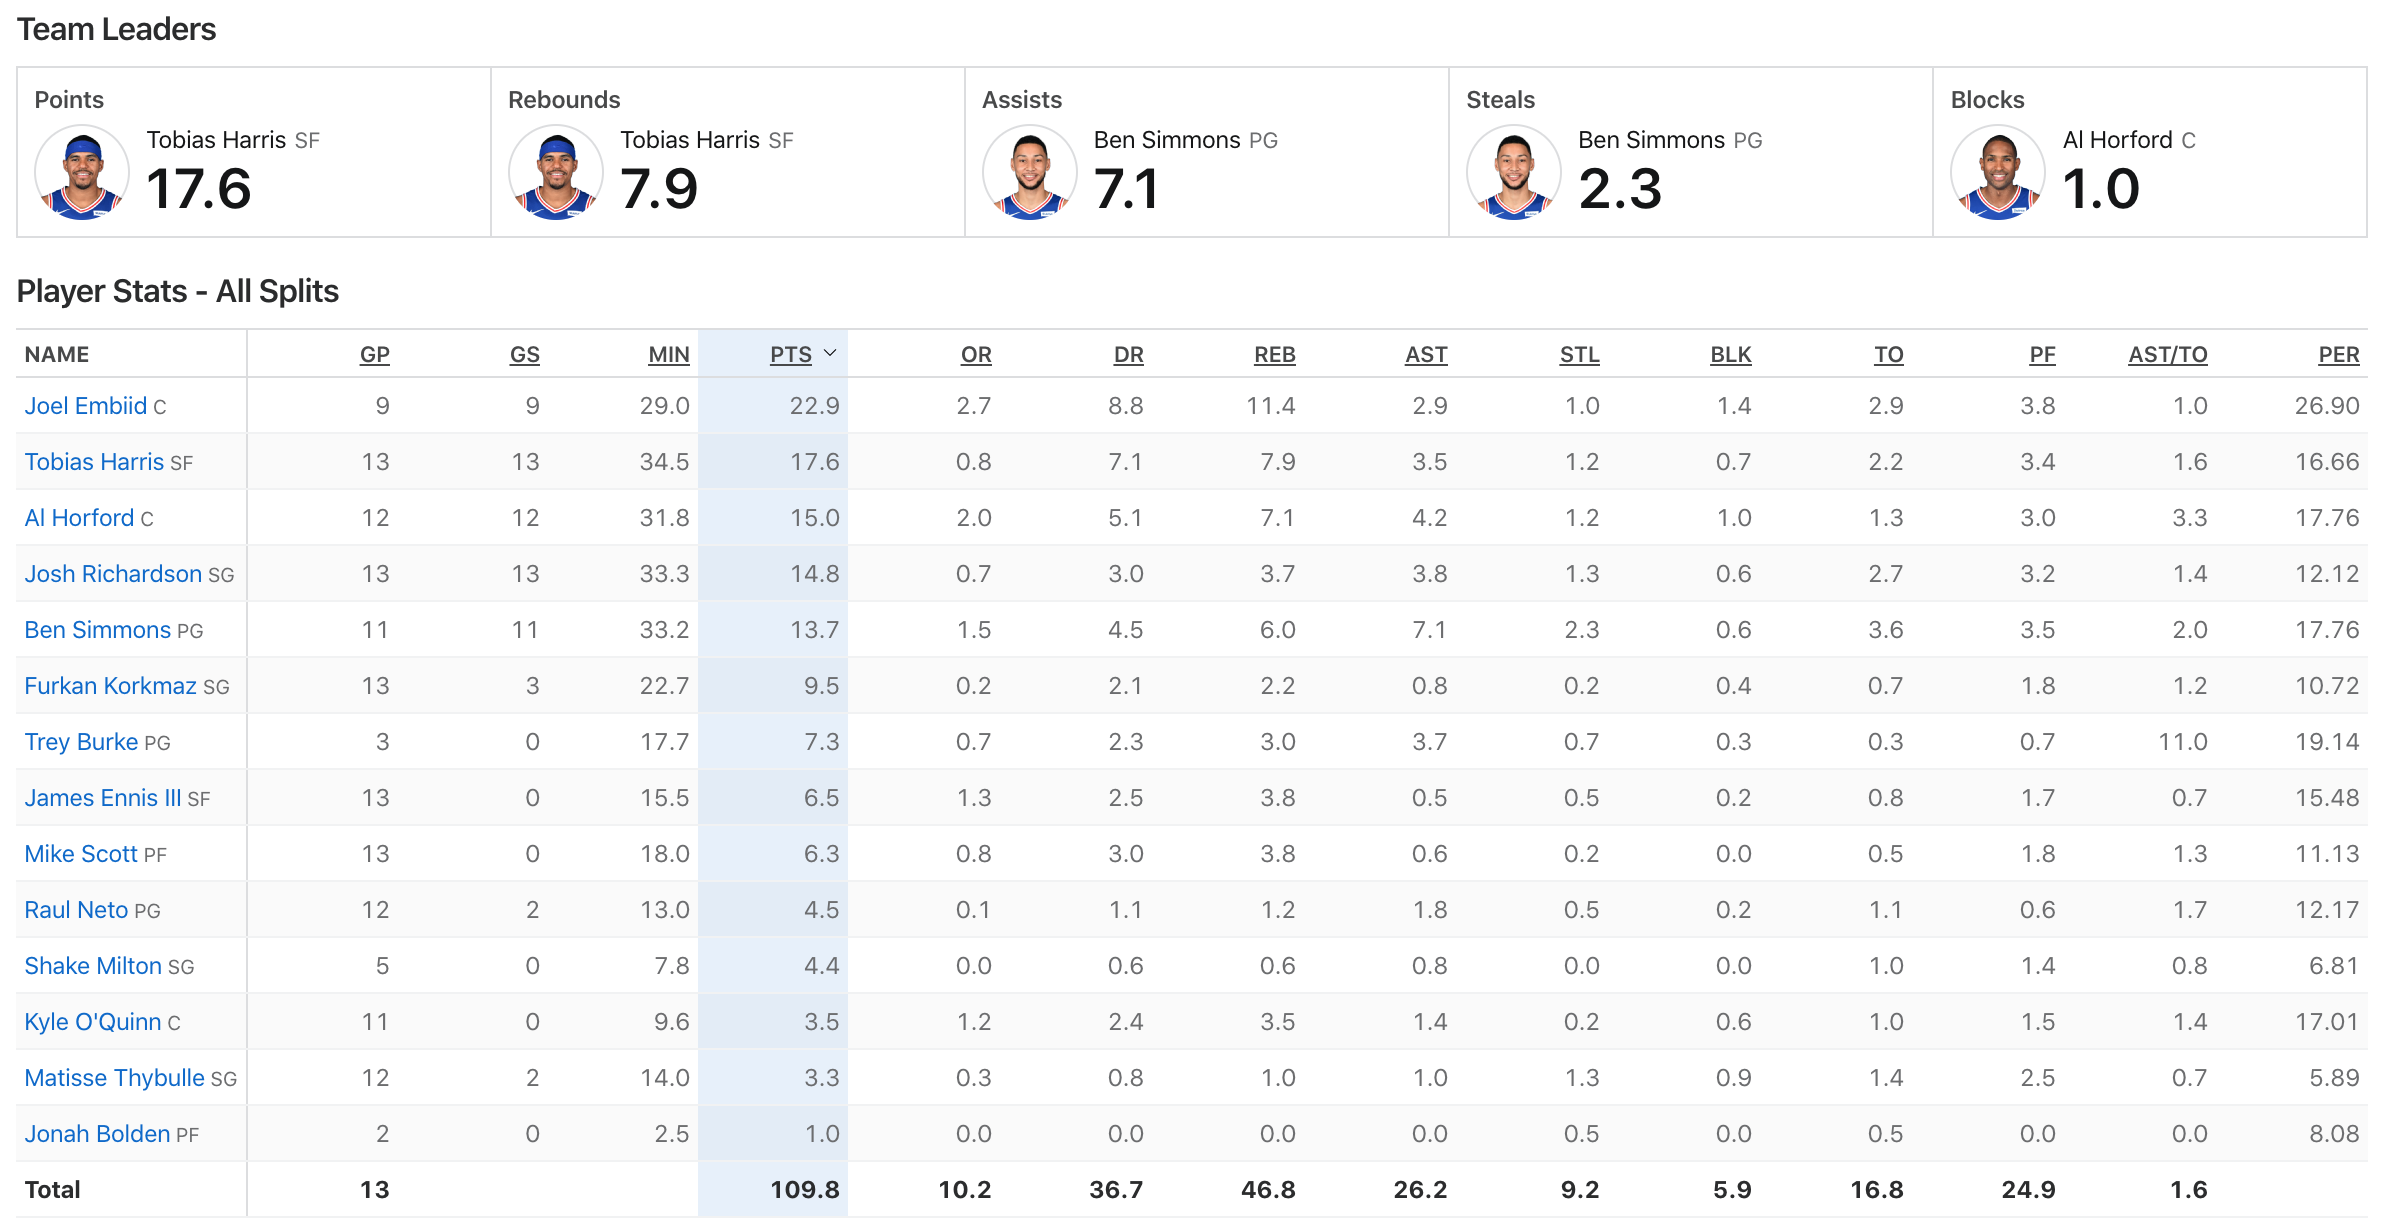 Team Leaders
Points Rebounds Assists Steals Blocks
Tobias Harris SF Tobias Harris SF Ben Simmons PG Ben Simmons PG Al Horford C
17.6 7.9 7.1 2.3 1.0
Player Stats - All Splits
NAME GP GS MIN PTS OR DR REB AST STL BLK TO PF AST/TO PER
Joel Embiid C 9 9 29.0 22.9 2.7 8.8 11.4 2.9 1.0 1.4 2.9 3.8 1.0 26.90
Tobias Harris SF 13 13 34.5 17.6 0.8 7.1 7.9 3.5 1.2 0.7 2.2 3.4 1.6 16.66
Al Horford C 12 12 31.8 15.0 2.0 5.1 7.1 4.2 1.2 1.0 1.3 3.0 3.3 17.76
Josh Richardson SG 13 13 33.3 14.8 0.7 3.0 3.7 3.8 1.3 0.6 2.7 3.2 1.4 12.12
Ben Simmons PG 11 11 33.2 13.7 1.5 4.5 6.0 7.1 2.3 0.6 3.6 3.5 2.0 17.76
Furkan Korkmaz SG 13 3 22.7 9.5 0.2 2.1 2.2 0.8 0.2 0.4 0.7 1.8 1.2 10.72
Trey Burke PG 3 0 17.7 7.3 0.7 2.3 3.0 3.7 0.7 0.3 0.3 0.7 11.0 19.14
James Ennis III SF 13 0 15.5 6.5 1.3 2.5 3.8 0.5 0.5 0.2 0.8 1.7 0.7 15.48
Mike Scott PF 13 0 18.0 6.3 0.8 3.0 3.8 0.6 0.2 0.0 0.5 1.8 1.3 11.13
Raul Neto PG 12 2 13.0 4.5 0.1 1.1 1.2 1.8 0.5 0.2 1.1 0.6 1.7 12.17
Shake Milton SG 5 0 7.8 4.4 0.0 0.6 0.6 0.8 0.0 0.0 1.0 1.4 0.8 6.81
Kyle O'Quinn C 11 0 9.6 3.5 1.2 2.4 3.5 1.4 0.2 0.6 1.0 1.5 1.4 17.01
Matisse Thybulle SG 12 2 14.0 3.3 0.3 0.8 1.0 1.0 1.3 0.9 1.4 2.5 0.7 5.89
Jonah Bolden PF 2 0 2.5 1.0 0.0 0.0 0.0 0.0 0.5 0.0 0.5 0.0 0.0 8.08
Total 13 109.8 10.2 36.7 46.8 26.2 9.2 5.9 16.8 24.9 1.6